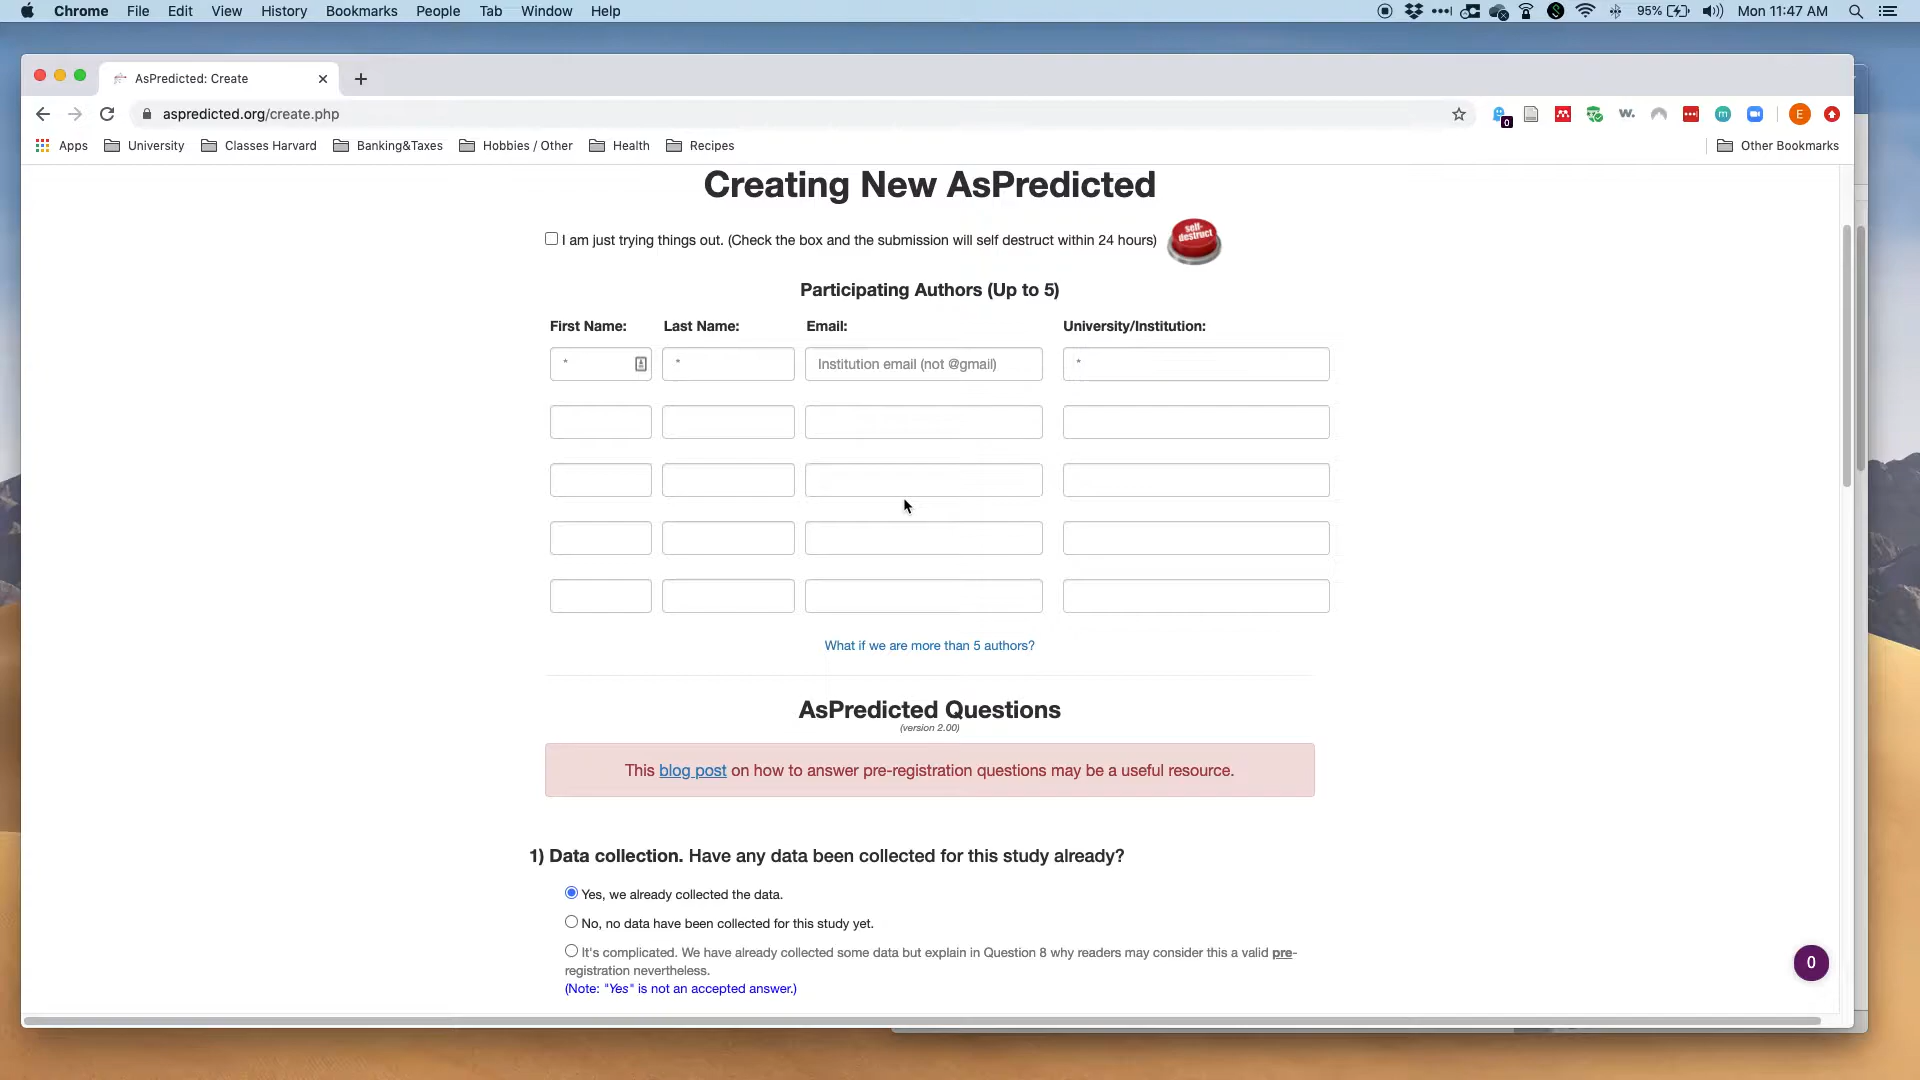 Chrome File Edit View History Bookmarks People Tab Window Help 95% Mon 11:47 AM
AsPredicted: Create
aspredicted.org/create.php
0
E
Apps University Classes Harvard Banking&Taxes Hobbies / Other Health Recipes Other Bookmarks
Creating New AsPredicted
I am just trying things out. (Check the box and the submission will self destruct within 24 hours)
self-
destruct
Participating Authors (Up to 5)
First Name: Last Name: Email: University/Institution:
* * Institution email (not @gmail) *
What if we are more than 5 authors?
AsPredicted Questions
(version 2.00)
This blog post on how to answer pre-registration questions may be a useful resource.
1) Data collection. Have any data been collected for this study already?
Yes, we already collected the data.
No, no data have been collected for this study yet.
It's complicated. We have already collected some data but explain in Question 8 why readers may consider this a valid pre-
registration nevertheless.
(Note: "Yes" is not an accepted answer.)
0